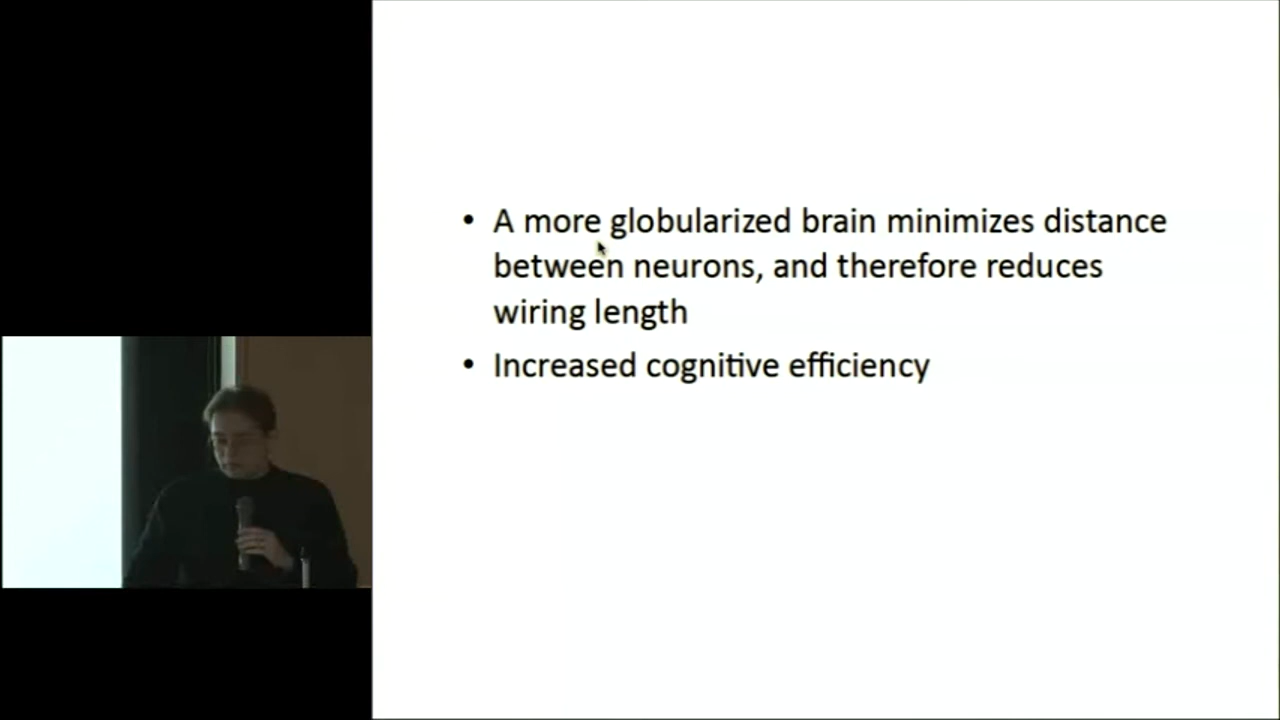 • A more globularized brain minimizes distance
between neurons, and therefore reduces
wiring length
• Increased cognitive efficiency